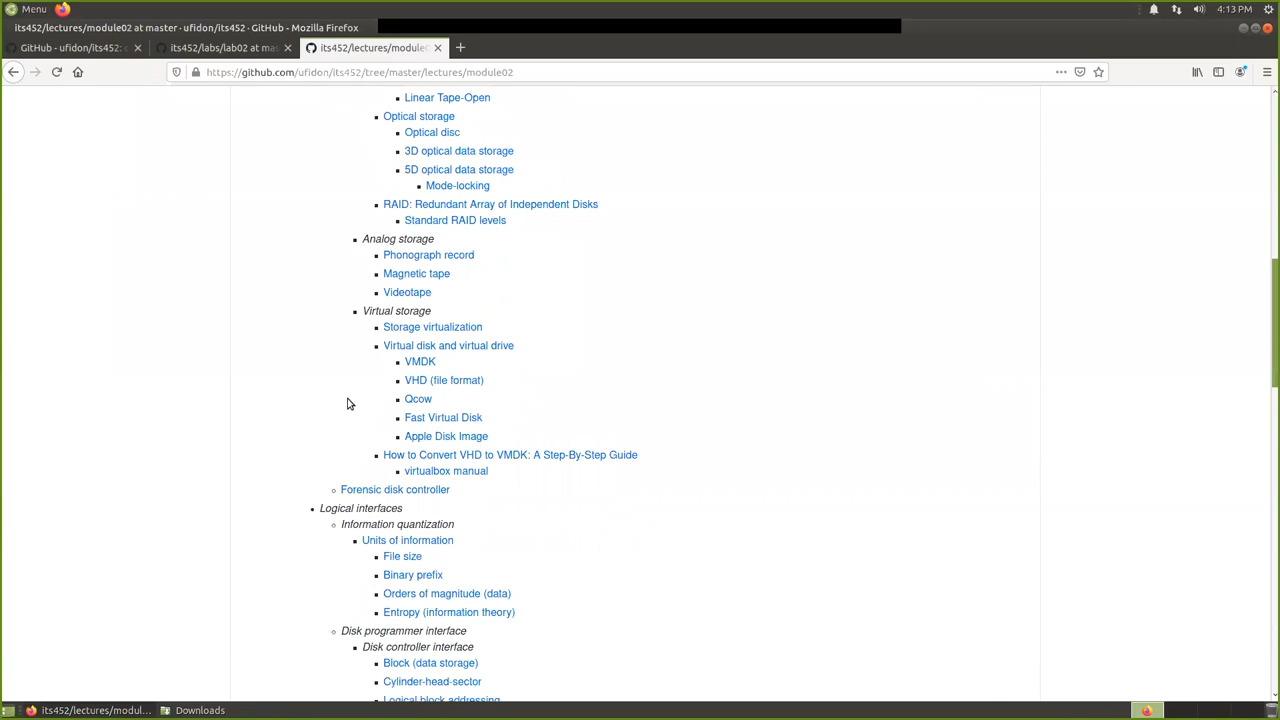 Menu
4:13 PM
its452/lectures/module02 at master · ufidon/its452 · GitHub - Mozilla Firefox
GitHub - ufidon/its452: c
its452/labs/lab02 at mas
its452/lectures/module0
https://github.com/ufidon/its452/tree/master/lectures/module02
Linear Tape-Open
Optical storage
Optical disc
3D optical data storage
5D optical data storage
Mode-locking
RAID: Redundant Array of Independent Disks
Standard RAID levels
Analog storage
Phonograph record
Magnetic tape
Videotape
Virtual storage
Storage virtualization
Virtual disk and virtual drive
VMDK
VHD (file format)
Qcow
Fast Virtual Disk
Apple Disk Image
How to Convert VHD to VMDK: A Step-By-Step Guide
virtualbox manual
Forensic disk controller
Logical interfaces
Information quantization
Units of information
File size
Binary prefix
Orders of magnitude (data)
Entropy (information theory)
Disk programmer interface
Disk controller interface
Block (data storage)
Cylinder-head-sector
Logical block addressing
its452/lectures/modul...
Downloads